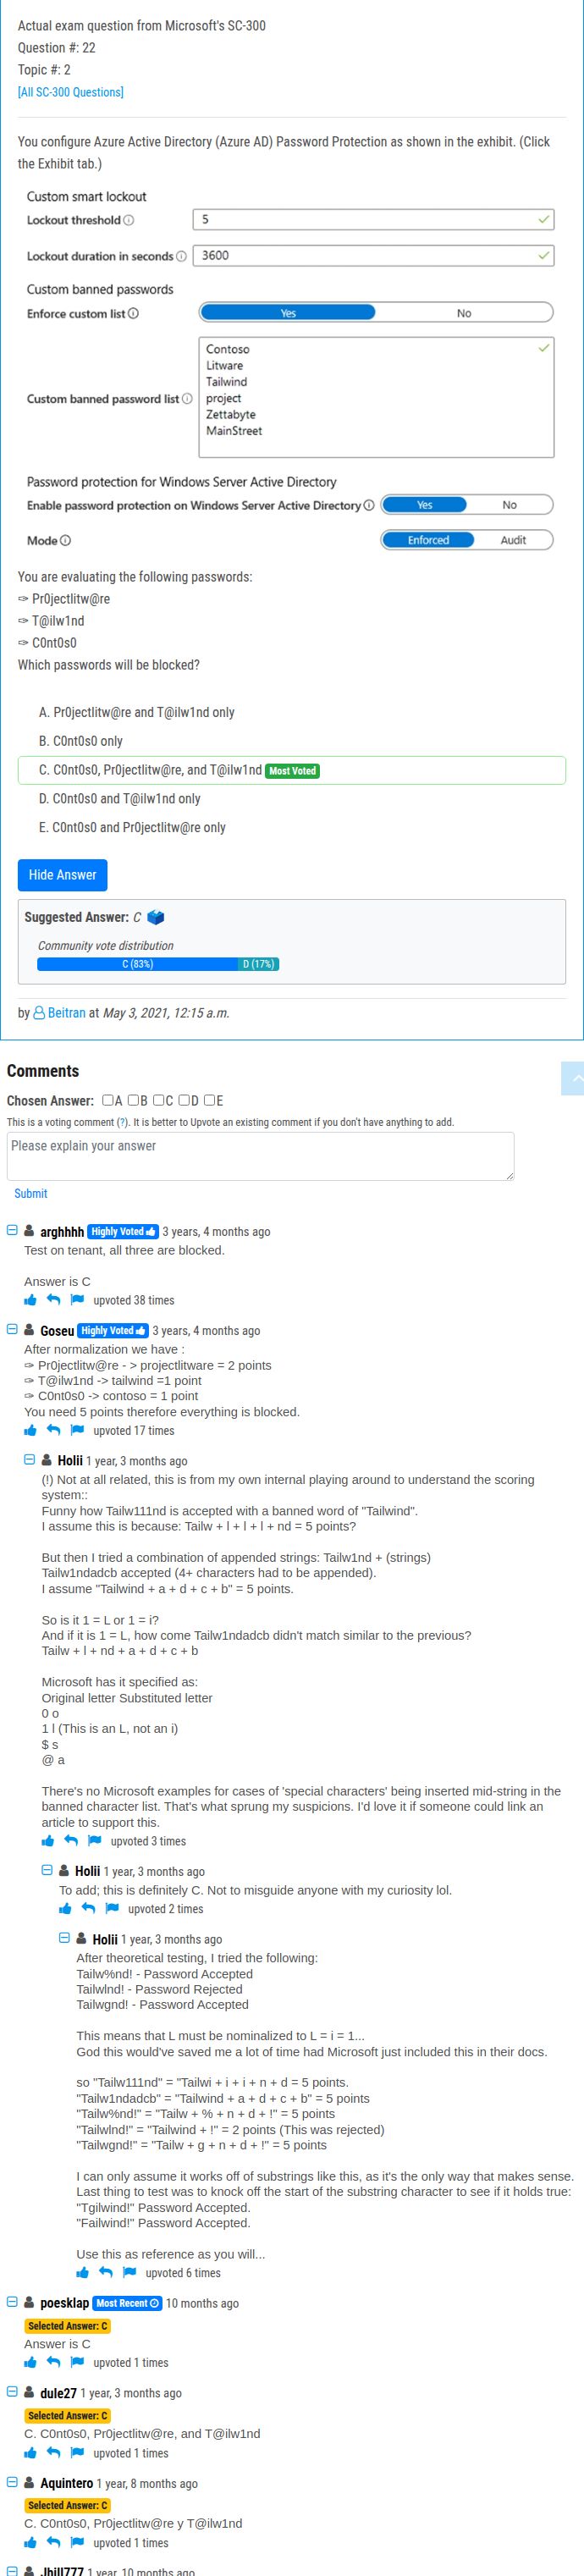 Actual exam question from Microsoft's SC-300
Question #: 22
Topic #: 2
[All SC-300 Questions]
You configure Azure Active Directory (Azure AD) Password Protection as shown in the exhibit. (Click
the Exhibit tab.)
Custom smart lockout
Lockout threshold 5
Lockout duration in seconds 3600
Custom banned passwords
Enforce custom list Yes No
Contoso
Litware
Tailwind
Custom banned password list project
Zettabyte
MainStreet
Password protection for Windows Server Active Directory
Enable password protection on Windows Server Active Directory Yes No
Mode Enforced Audit
You are evaluating the following passwords:
✑ Pr0jectlitw@re
✑ T@ilw1nd
✑ C0nt0s0
Which passwords will be blocked?
A. Pr0jectlitw@re and T@ilw1nd only
B. C0nt0s0 only
C. C0nt0s0, Pr0jectlitw@re, and T@ilw1nd Most Voted
D. C0nt0s0 and T@ilw1nd only
E. C0nt0s0 and Pr0jectlitw@re only
Hide Answer
Suggested Answer: C
Community vote distribution
C (83%) D (17%)
by Beitran at May 3, 2021, 12:15 a.m.
Comments
Chosen Answer: A B C D E
This is a voting comment (?). It is better to Upvote an existing comment if you don't have anything to add.
Please explain your answer
Submit
arghhhh Highly Voted 3 years, 4 months ago
Test on tenant, all three are blocked.
Answer is C
upvoted 38 times
Goseu Highly Voted 3 years, 4 months ago
After normalization we have :
✑ Pr0jectlitw@re - > projectlitware = 2 points
✑ T@ilw1nd -> tailwind =1 point
✑ C0nt0s0 -> contoso = 1 point
You need 5 points therefore everything is blocked.
upvoted 17 times
Holii 1 year, 3 months ago
(!) Not at all related, this is from my own internal playing around to understand the scoring
system::
Funny how Tailw111nd is accepted with a banned word of "Tailwind".
I assume this is because: Tailw + l + l + l + nd = 5 points?
But then I tried a combination of appended strings: Tailw1nd + (strings)
Tailw1ndadcb accepted (4+ characters had to be appended).
I assume "Tailwind + a + d + c + b" = 5 points.
So is it 1 = L or 1 = i?
And if it is 1 = L, how come Tailw1ndadcb didn't match similar to the previous?
Tailw + l + nd + a + d + c + b
Microsoft has it specified as:
Original letter Substituted letter
0 o
1 l (This is an L, not an i)
$ s
@ a
There's no Microsoft examples for cases of 'special characters' being inserted mid-string in the
banned character list. That's what sprung my suspicions. I'd love it if someone could link an
article to support this.
upvoted 3 times
Holii 1 year, 3 months ago
To add; this is definitely C. Not to misguide anyone with my curiosity lol.
upvoted 2 times
Holii 1 year, 3 months ago
After theoretical testing, I tried the following:
Tailw%nd! - Password Accepted
Tailwlnd! - Password Rejected
Tailwgnd! - Password Accepted
This means that L must be nominalized to L = i = 1...
God this would've saved me a lot of time had Microsoft just included this in their docs.
so "Tailw111nd" = "Tailwi + i + i + n + d = 5 points.
"Tailw1ndadcb" = "Tailwind + a + d + c + b" = 5 points
"Tailw%nd!" = "Tailw + % + n + d + !" = 5 points
"Tailwlnd!" = "Tailwind + !" = 2 points (This was rejected)
"Tailwgnd!" = "Tailw + g + n + d + !" = 5 points
I can only assume it works off of substrings like this, as it's the only way that makes sense.
Last thing to test was to knock off the start of the substring character to see if it holds true:
"Tgilwind!" Password Accepted.
"Failwind!" Password Accepted.
Use this as reference as you will...
upvoted 6 times
poesklap Most Recent 10 months ago
Selected Answer: C
Answer is C
upvoted 1 times
dule27 1 year, 3 months ago
Selected Answer: C
C. C0nt0s0, Pr0jectlitw@re, and T@ilw1nd
upvoted 1 times
Aquintero 1 year, 8 months ago
Selected Answer: C
C. C0nt0s0, Pr0jectlitw@re y T@ilw1nd
upvoted 1 times
Jhill777 1 year, 10 months ago